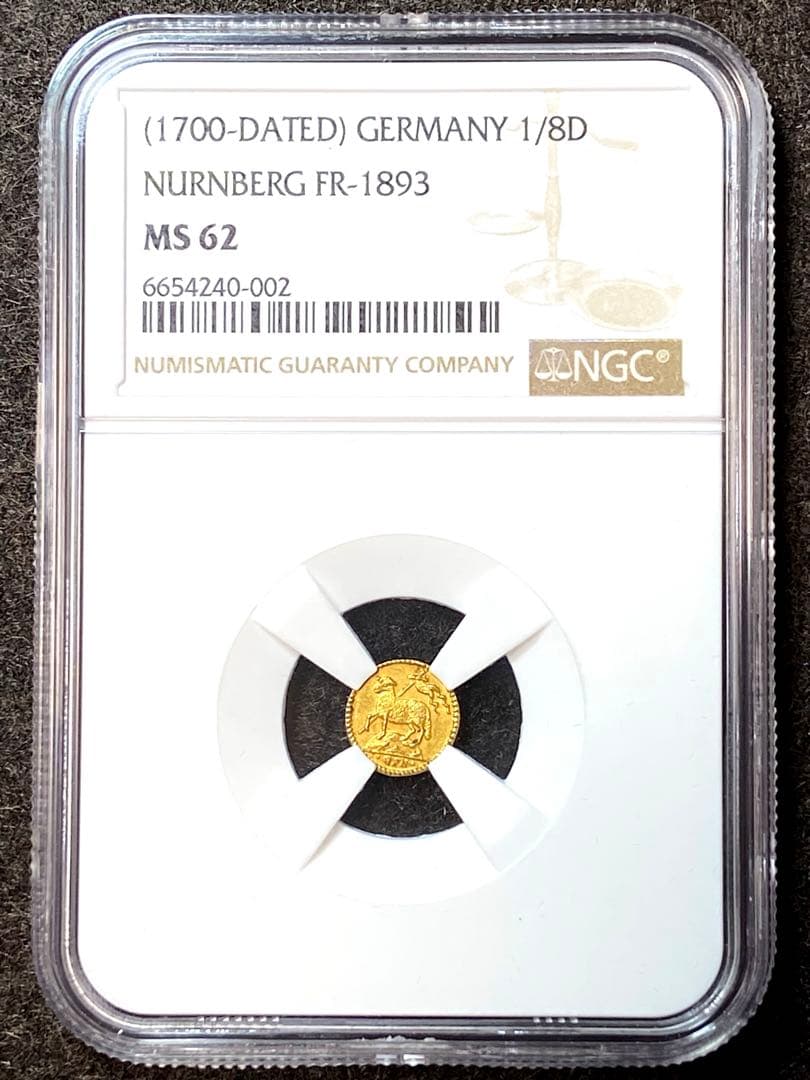 (1700-DATED) GERMANY 1/8D
NURNBERG FR-1893
MS 62
6654240-002
NUMISMATIC GUARANTY COMPANY
NGC®